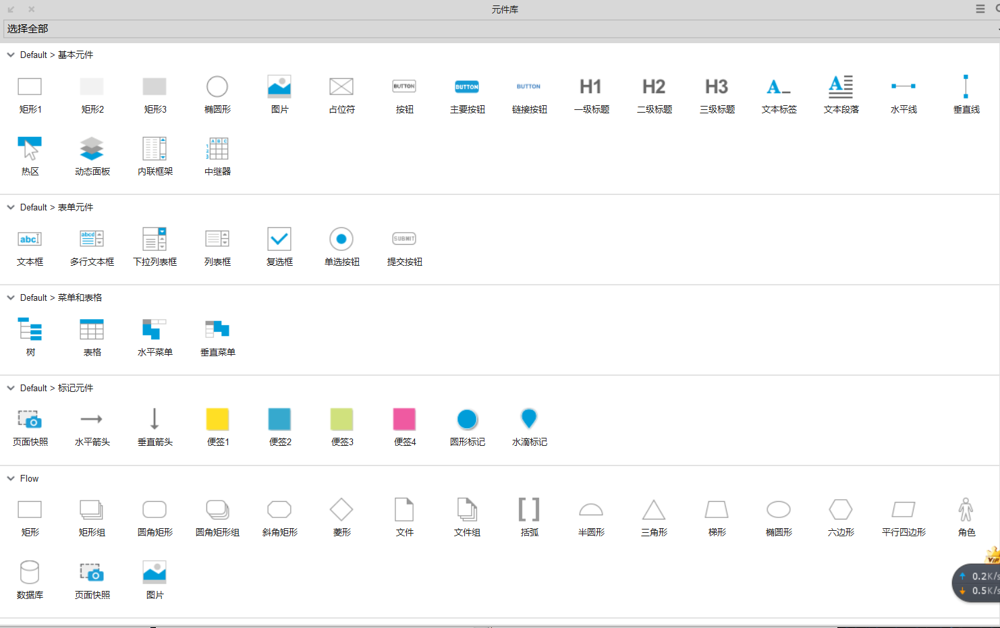 元件库
选择全部
Default > 基本元件
BUTTON BUTTON BUTTON H1 H2 H3 A A
矩形1 矩形2 矩形3 椭圆形 图片 占位符 按钮 主要按钮 链接按钮 一级标题 二级标题 三级标题 文本标签 文本段落 水平线 垂直线
A B C
1
2
3
热区 动态面板 内联框架 中继器
Default > 表单元件
abc abcd SUBMIT
文本框 多行文本框 下拉列表框 列表框 复选框 单选按钮 提交按钮
Default > 菜单和表格
树 表格 水平菜单 垂直菜单
Default > 标记元件
页面快照 水平箭头 垂直箭头 便签1 便签2 便签3 便签4 圆形标记 水滴标记
Flow
矩形 矩形组 圆角矩形 圆角矩形组 斜角矩形 菱形 文件 文件组 括弧 半圆形 三角形 梯形 椭圆形 六边形 平行四边形 角色
VIP
0.2K/s
0.5K/s
数据库 页面快照 图片